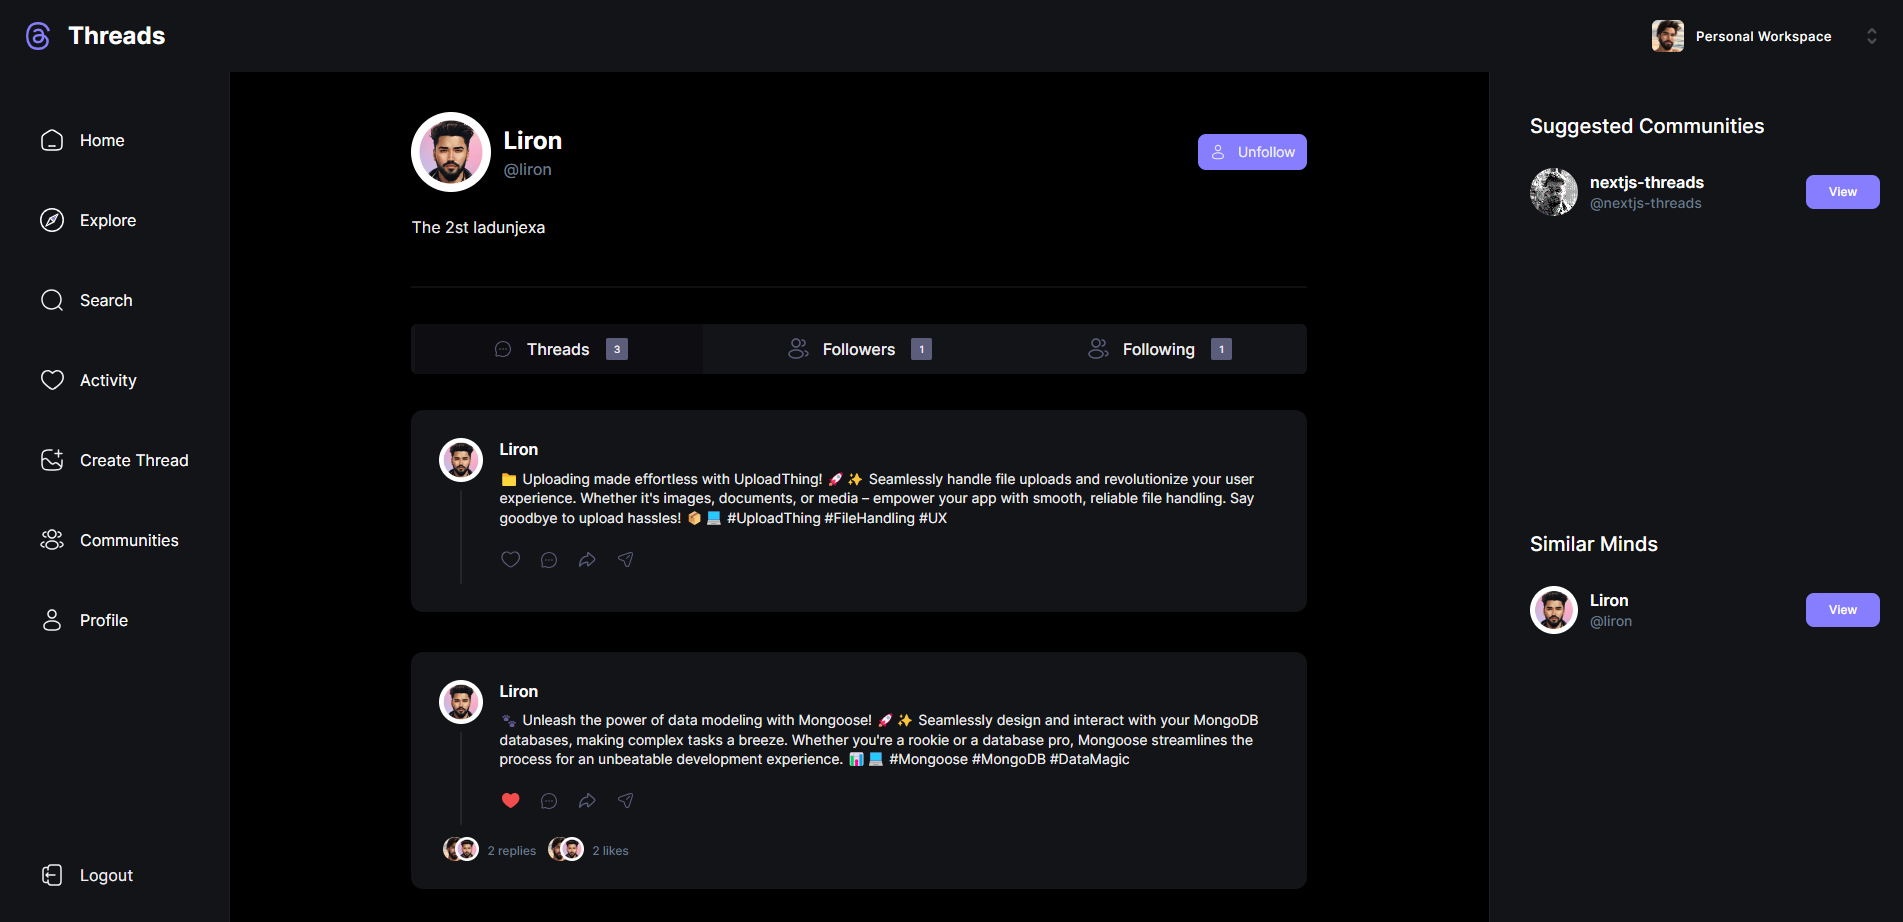 Threads
Personal Workspace
Home
Explore
Search
Activity
Create Thread
Communities
Profile
Logout
Liron
@liron
Unfollow
The 2st ladunjexa
Threads 3
Followers 1
Following 1
Liron
📁 Uploading made effortless with UploadThing! 🚀 ✨ Seamlessly handle file uploads and revolutionize your user
experience. Whether it's images, documents, or media – empower your app with smooth, reliable file handling. Say
goodbye to upload hassles! 📦 💻 #UploadThing #FileHandling #UX
Liron
🐾 Unleash the power of data modeling with Mongoose! 🚀 ✨ Seamlessly design and interact with your MongoDB
databases, making complex tasks a breeze. Whether you're a rookie or a database pro, Mongoose streamlines the
process for an unbeatable development experience. 📊 💻 #Mongoose #MongoDB #DataMagic
2 replies
2 likes
Suggested Communities
nextjs-threads
@nextjs-threads
View
Similar Minds
Liron
@liron
View